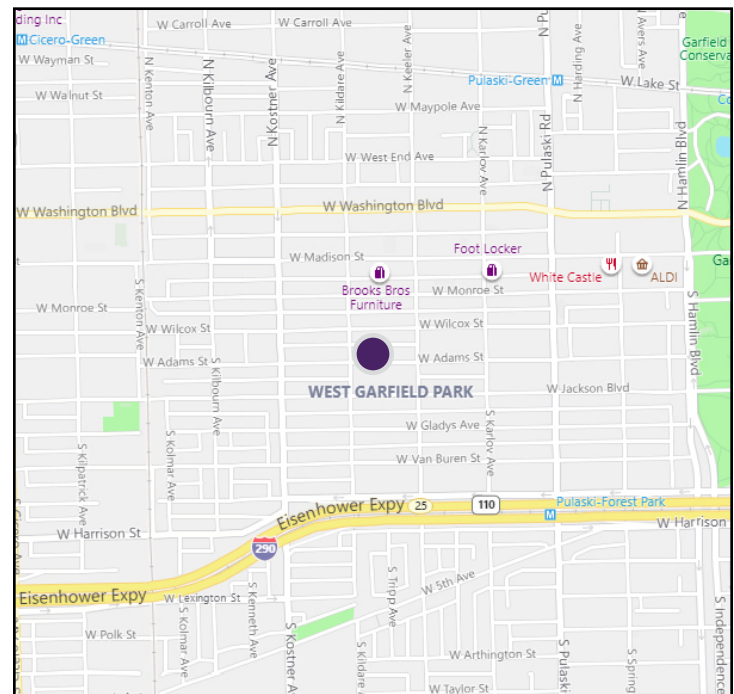 ding Inc
W Carroll Ave
W Carroll Ave
N Pu
N Harding Ave
N Avers Ave
M Cicero-Green
Garfield
Conserva
W Wayman St
N Kenton Ave
N Kilbourn Ave
N Kostner Ave
N Kildare Ave
N Keeler Ave
Pulaski-Green M
W Lake St
W Walnut St
W Maypole Ave
Co
N Karlov Ave
N Pulaski Rd
N Hamlin Blvd
W West End Ave
W Washington Blvd
W Washington Blvd
W Madison St
Foot Locker
Brooks Bros
Furniture
White Castle
ALDI
Ga
W Monroe St
W Monroe St
S Kenton Ave
S Hamlin Blvd
W Wilcox St
W Wilcox St
W Adams St
W Adams St
S Kilbourn Ave
WEST GARFIELD PARK
W Jackson Blvd
W Gladys Ave
S Karlov Ave
S Kilpatrick Ave
S Kolmar Ave
W Van Buren St
Eisenhower Expy
25
110
Pulaski-Forest Park
M
W Harrison St
W Harrison
290
Eisenhower Expy
W Lexington St
S Kenneth Ave
S Tripp Ave
W 5th Ave
S Independence
W Polk St
S Kolmar Ave
S Kostner Ave
S Kildare
W Arthington St
S Pulaski
S Spring
W Taylor St